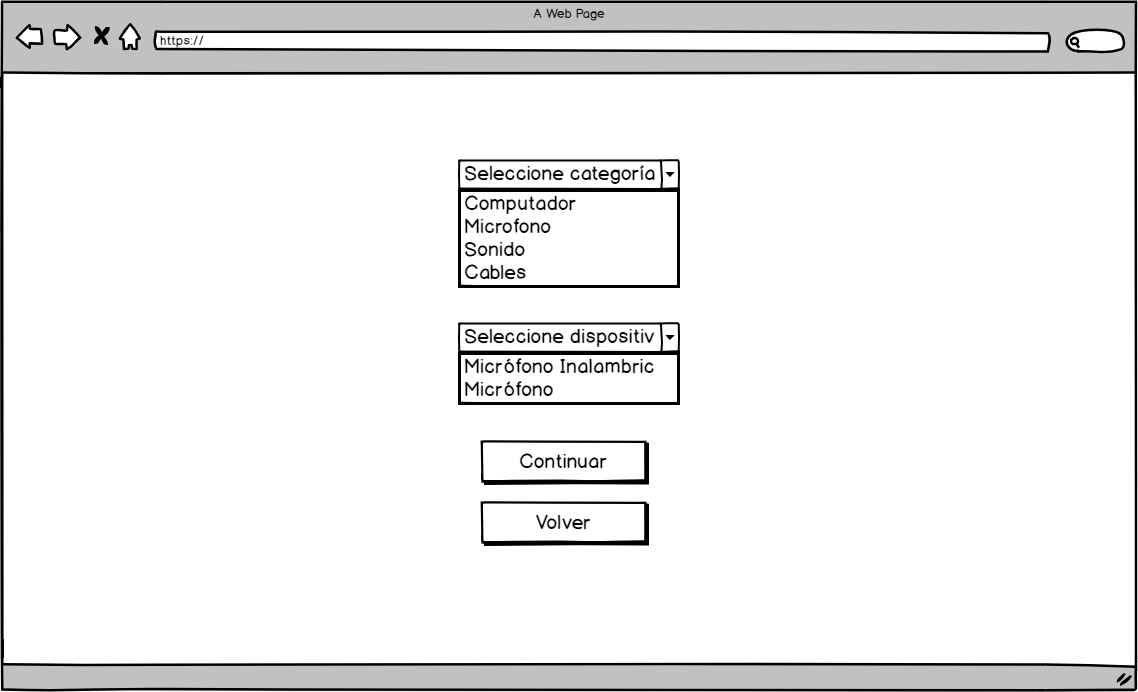 A Web Page
https://
Seleccione categoría
Computador
Microfono
Sonido
Cables
Seleccione dispositiv
Micrófono Inalambric
Micrófono
Continuar
Volver